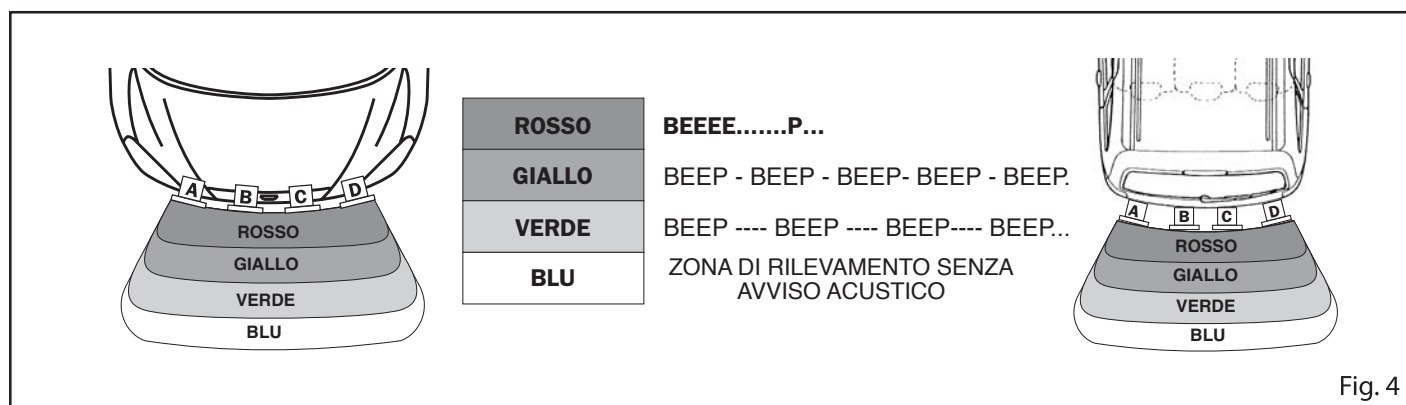 A B C D
ROSSO
GIALLO
VERDE
BLU
ROSSO BEEEE.......P...
GIALLO BEEP - BEEP - BEEP- BEEP - BEEP.
VERDE BEEP ---- BEEP ---- BEEP---- BEEP...
BLU ZONA DI RILEVAMENTO SENZA
AVVISO ACUSTICO
A B C D
ROSSO
GIALLO
VERDE
BLU
Fig. 4